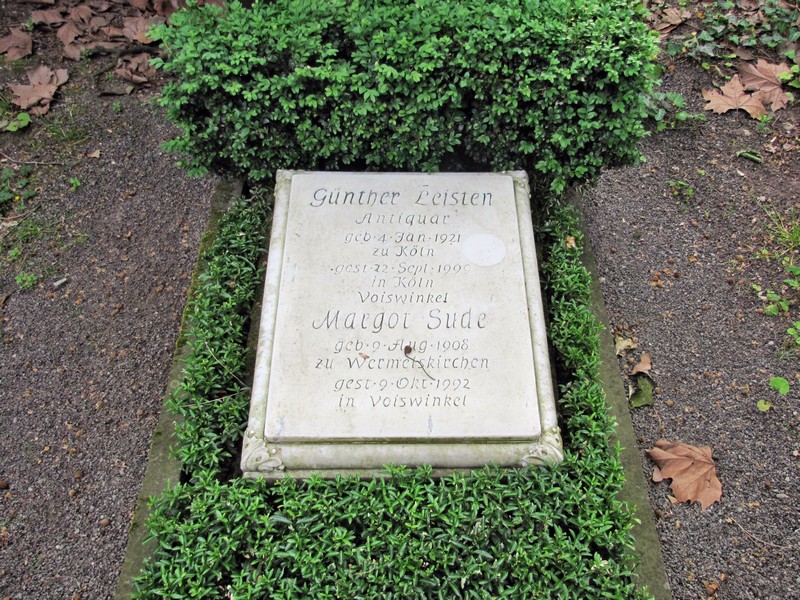 Günther Leisten
Antiquar
geb·4·Jan·1921
zu Köln
gest·22·Sept·1990
in Köln
Voiswinkel
Margot Sude
geb·9·Aug·1908
zu Wermelskirchen
gest·9·Okt·1992
in Voiswinkel